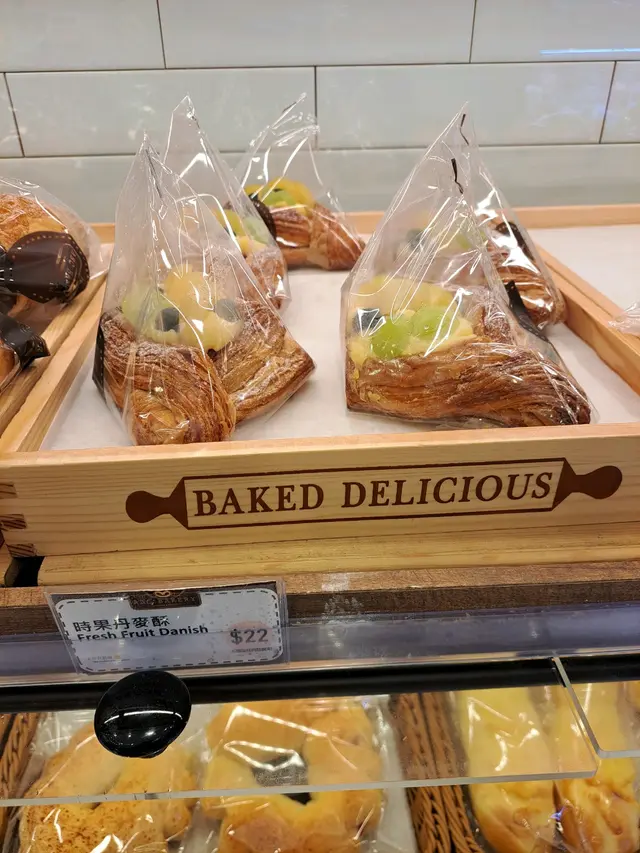 BAKED DELICIOUS
時果丹麥酥
Fresh Fruit Danish
$22